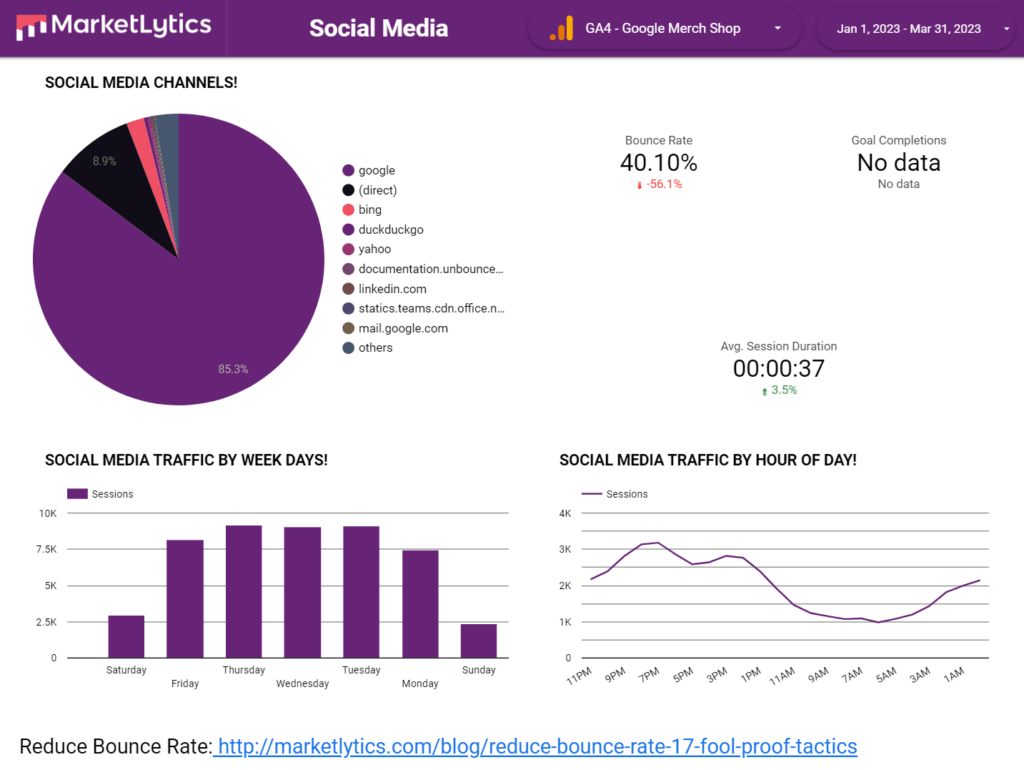 MarketLytics
Social Media
GA4 - Google Merch Shop
Jan 1, 2023 - Mar 31, 2023
SOCIAL MEDIA CHANNELS!
8.9%
85.3%
google
(direct)
bing
duckduckgo
yahoo
documentation.unbounce...
linkedin.com
statics.teams.cdn.office.n...
mail.google.com
others
Bounce Rate
40.10%
-56.1%
Goal Completions
No data
No data
Avg. Session Duration
00:00:37
3.5%
SOCIAL MEDIA TRAFFIC BY WEEK DAYS!
Sessions
10K
7.5K
5K
2.5K
0
Saturday
Friday
Thursday
Wednesday
Tuesday
Monday
Sunday
SOCIAL MEDIA TRAFFIC BY HOUR OF DAY!
Sessions
4K
3K
2K
1K
0
11PM
9PM
7PM
5PM
3PM
1PM
11AM
9AM
7AM
5AM
3AM
1AM
Reduce Bounce Rate: http://marketlytics.com/blog/reduce-bounce-rate-17-fool-proof-tactics